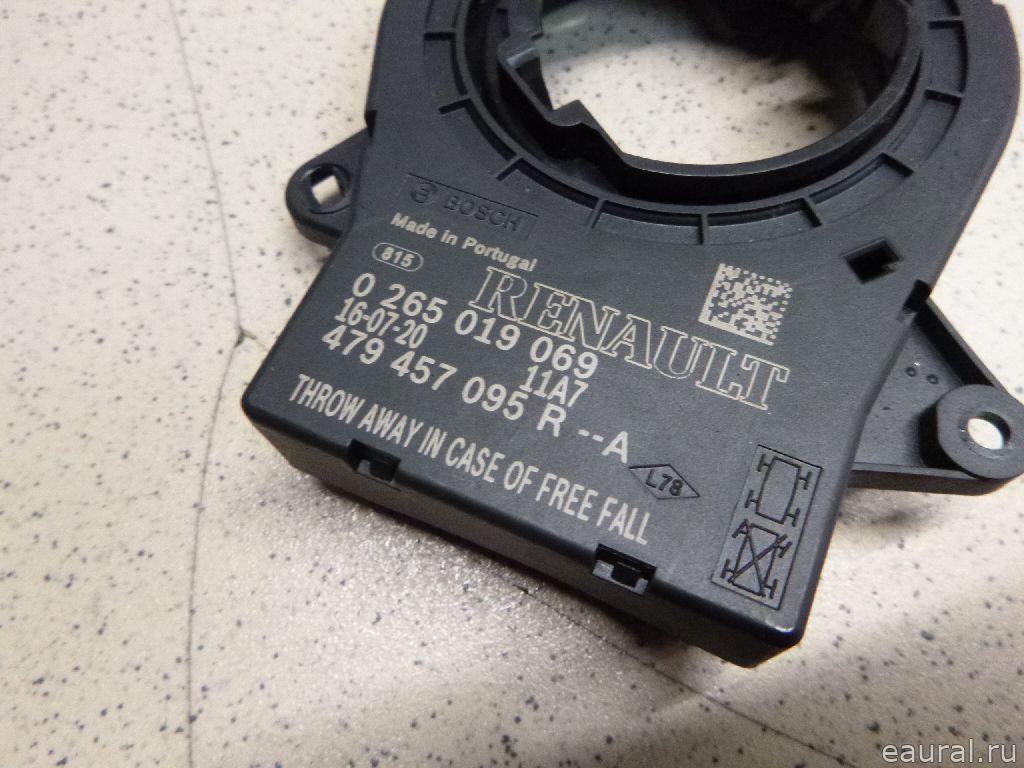 BOSCH
Made in Portugal
815
RENAULT
0 265 019 069
16-07-20 11A7
479 457 095 R --A
THROW AWAY IN CASE OF FREE FALL
L78
A
eaural.ru